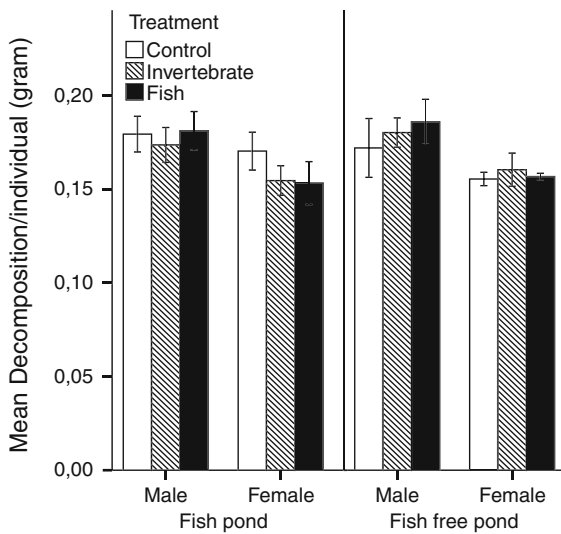 Treatment
Control
Invertebrate
Fish
Mean Decomposition/individual (gram)
0,20
0,15
0,10
0,05
0,00
Male Female Male Female
Fish pond Fish free pond